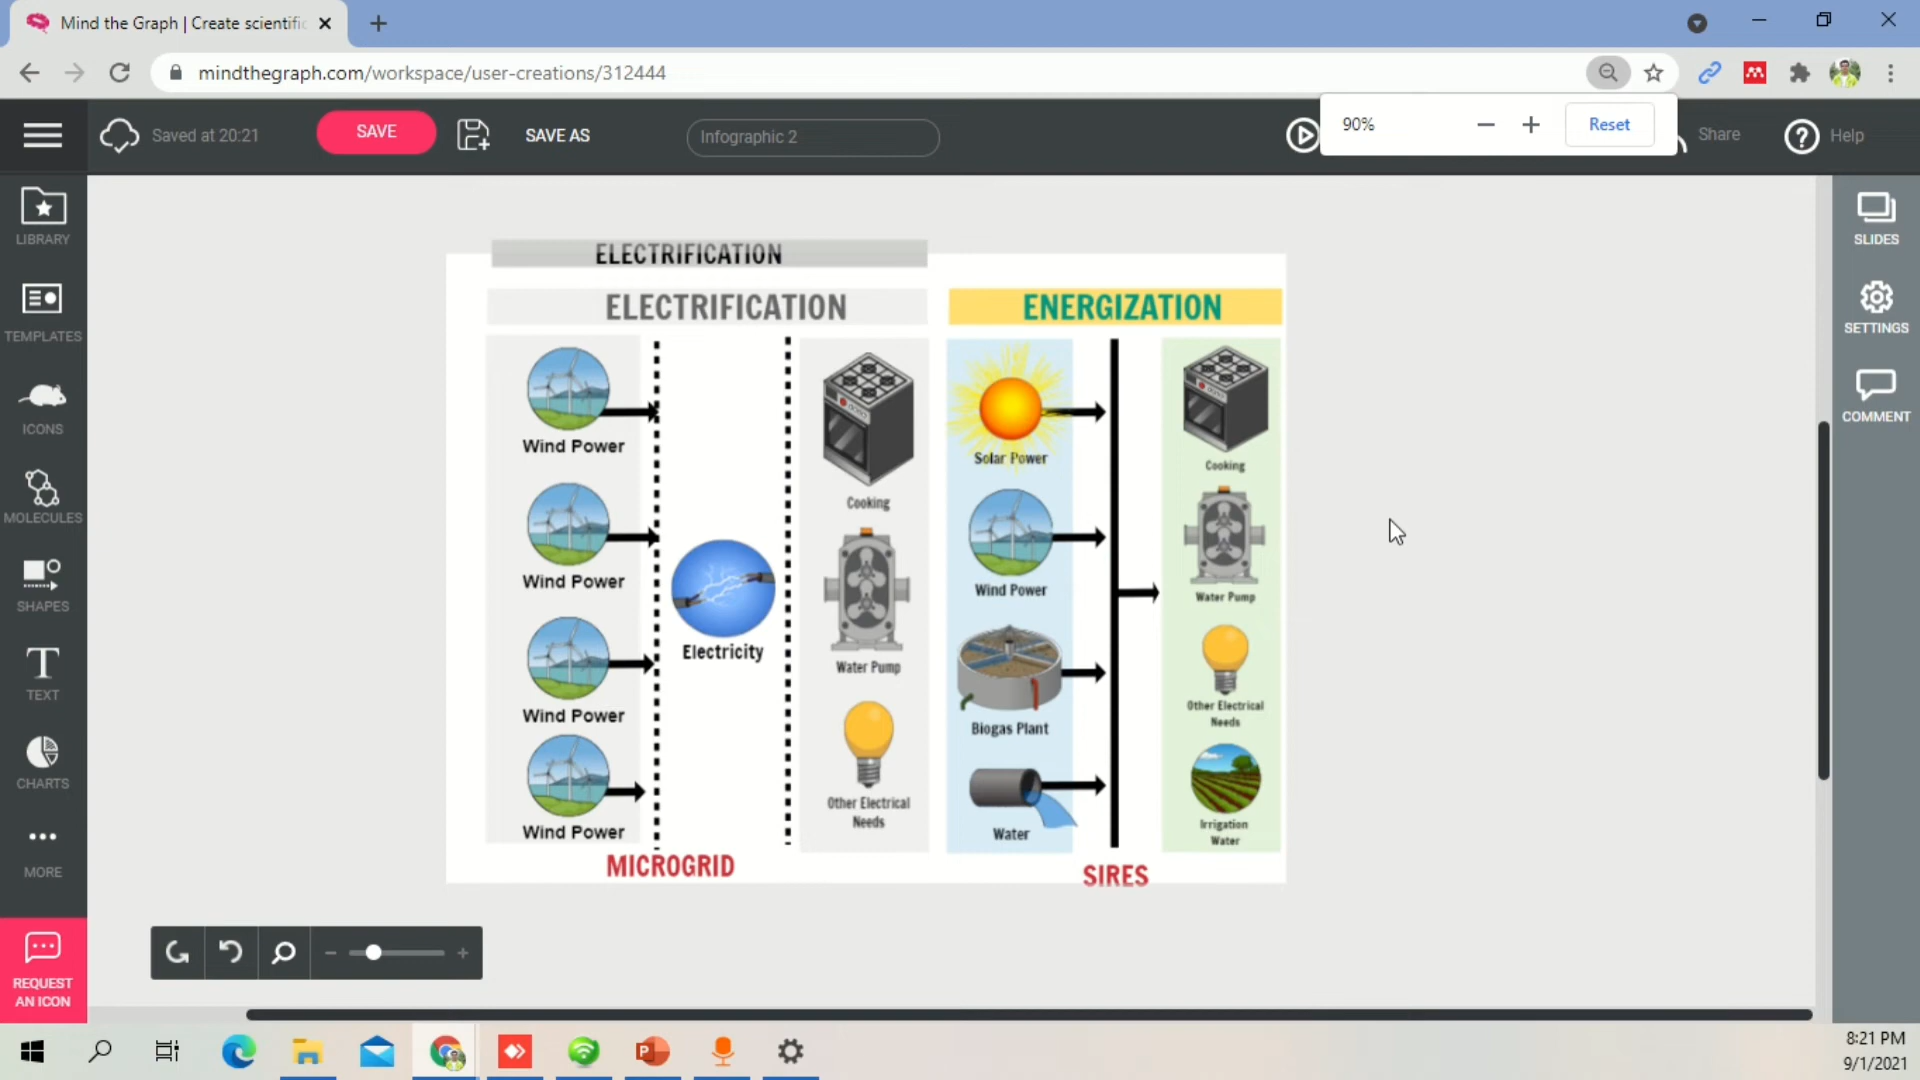 Mind the Graph | Create scientific
mindthegraph.com/workspace/user-creations/312444
Saved at 20:21
SAVE
SAVE AS
Infographic 2
90%
Reset
Share
Help
LIBRARY
TEMPLATES
ICONS
MOLECULES
SHAPES
TEXT
CHARTS
MORE
REQUEST
AN ICON
SLIDES
SETTINGS
COMMENT
ELECTRIFICATION
ELECTRIFICATION
Wind Power
Wind Power
Wind Power
Wind Power
Electricity
Cooking
Water Pump
Other Electrical
Needs
MICROGRID
ENERGIZATION
Solar Power
Wind Power
Biogas Plant
Water
Cooking
Water Pump
Other Electrical
Needs
Irrigation
Water
SIRES
8:21 PM
9/1/2021